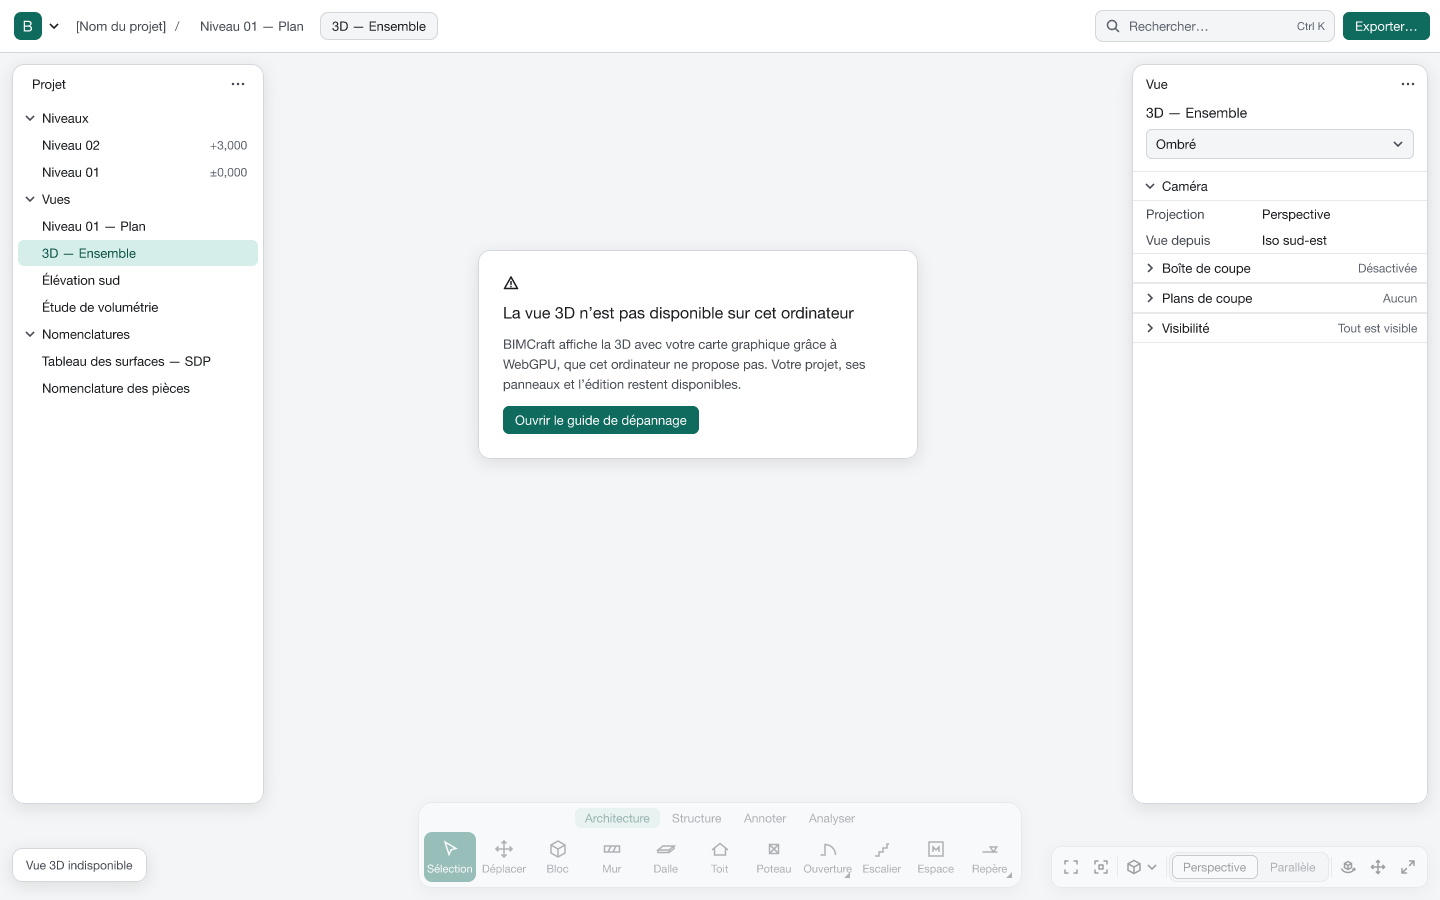 B
[Nom du projet] / Niveau 01 — Plan 3D — Ensemble
Rechercher… Ctrl K
Exporter…
Projet
Niveaux
Niveau 02 +3,000
Niveau 01 ±0,000
Vues
Niveau 01 — Plan
3D — Ensemble
Élévation sud
Étude de volumétrie
Nomenclatures
Tableau des surfaces — SDP
Nomenclature des pièces
La vue 3D n’est pas disponible sur cet ordinateur
BIMCraft affiche la 3D avec votre carte graphique grâce à
WebGPU, que cet ordinateur ne propose pas. Votre projet, ses
panneaux et l’édition restent disponibles.
Ouvrir le guide de dépannage
Vue
3D — Ensemble
Ombré
Caméra
Projection Perspective
Vue depuis Iso sud-est
Boîte de coupe Désactivée
Plans de coupe Aucun
Visibilité Tout est visible
Vue 3D indisponible
Architecture Structure Annoter Analyser
Sélection Déplacer Bloc Mur Dalle Toit Poteau Ouverture Escalier Espace Repère
Perspective Parallèle